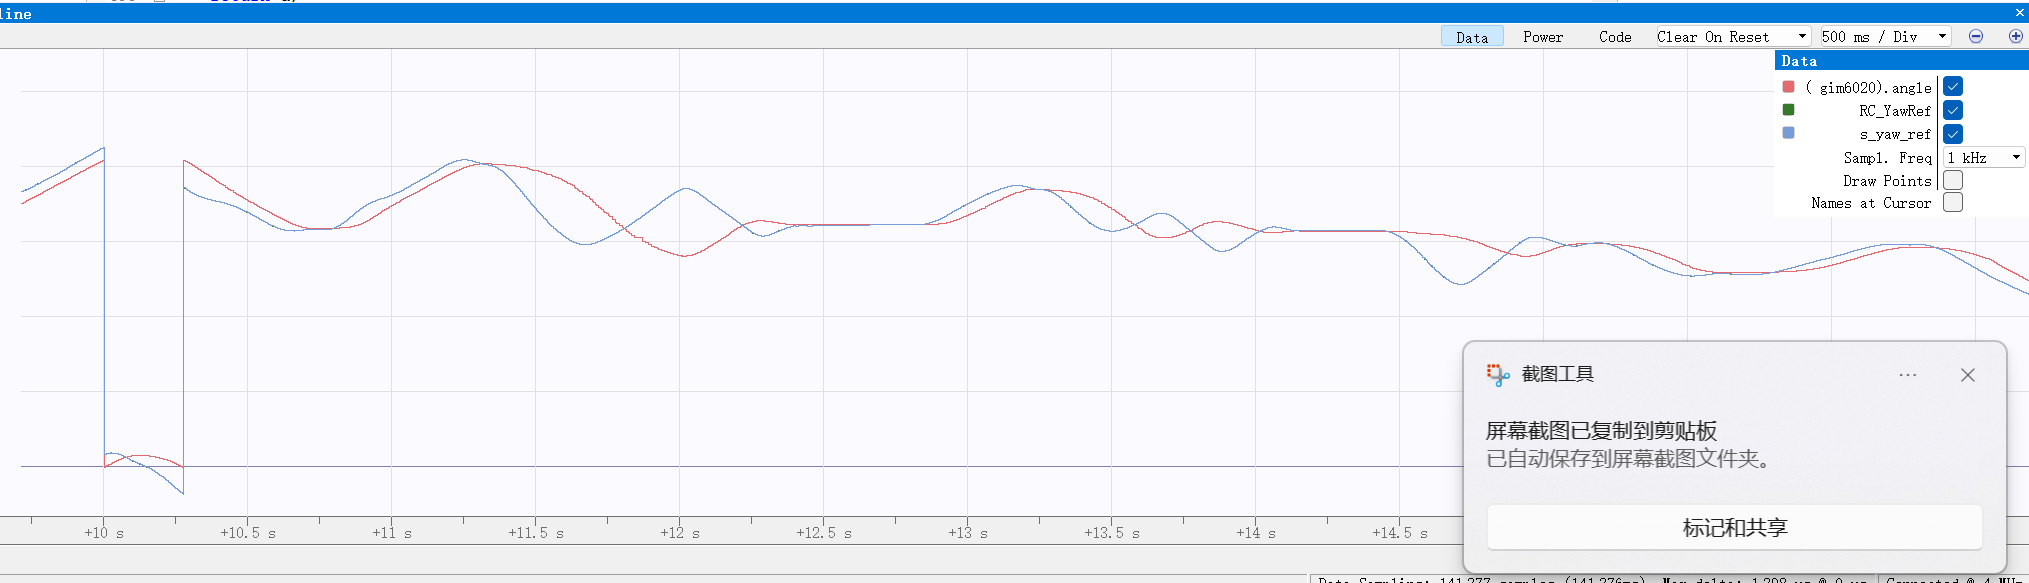 line
Data Power Code Clear On Reset 500 ms / Div
Data
( gim6020).angle
RC_YawRef
s_yaw_ref
Sampl. Freq 1 kHz
Draw Points
Names at Cursor
截图工具
屏幕截图已复制到剪贴板
已自动保存到屏幕截图文件夹。
标记和共享
+10 s +10.5 s +11 s +11.5 s +12 s +12.5 s +13 s +13.5 s +14 s +14.5 s